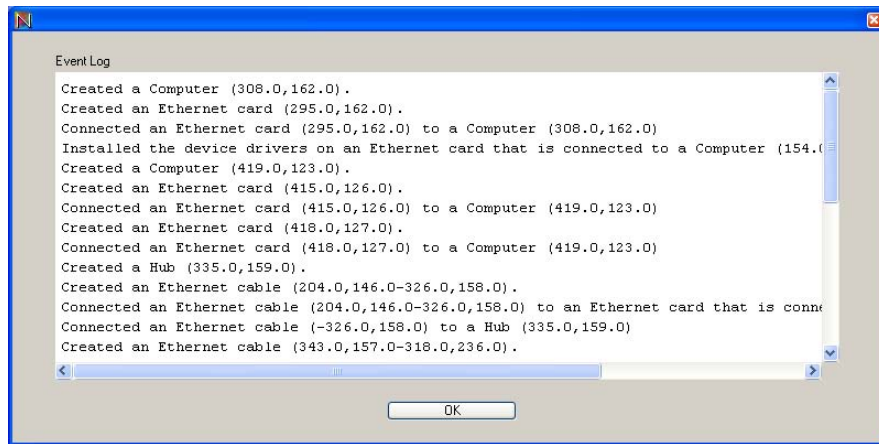 Event Log
Created a Computer (308.0,162.0).
Created an Ethernet card (295.0,162.0).
Connected an Ethernet card (295.0,162.0) to a Computer (308.0,162.0)
Installed the device drivers on an Ethernet card that is connected to a Computer (154.0
Created a Computer (419.0,123.0).
Created an Ethernet card (415.0,126.0).
Connected an Ethernet card (415.0,126.0) to a Computer (419.0,123.0)
Created an Ethernet card (418.0,127.0).
Connected an Ethernet card (418.0,127.0) to a Computer (419.0,123.0)
Created a Hub (335.0,159.0).
Created an Ethernet cable (204.0,146.0-326.0,158.0).
Connected an Ethernet cable (204.0,146.0-326.0,158.0) to an Ethernet card that is
Connected an Ethernet cable (-326.0,158.0) to a Hub (335.0,159.0)
Created an Ethernet cable (343.0,157.0-318.0,236.0).
OK